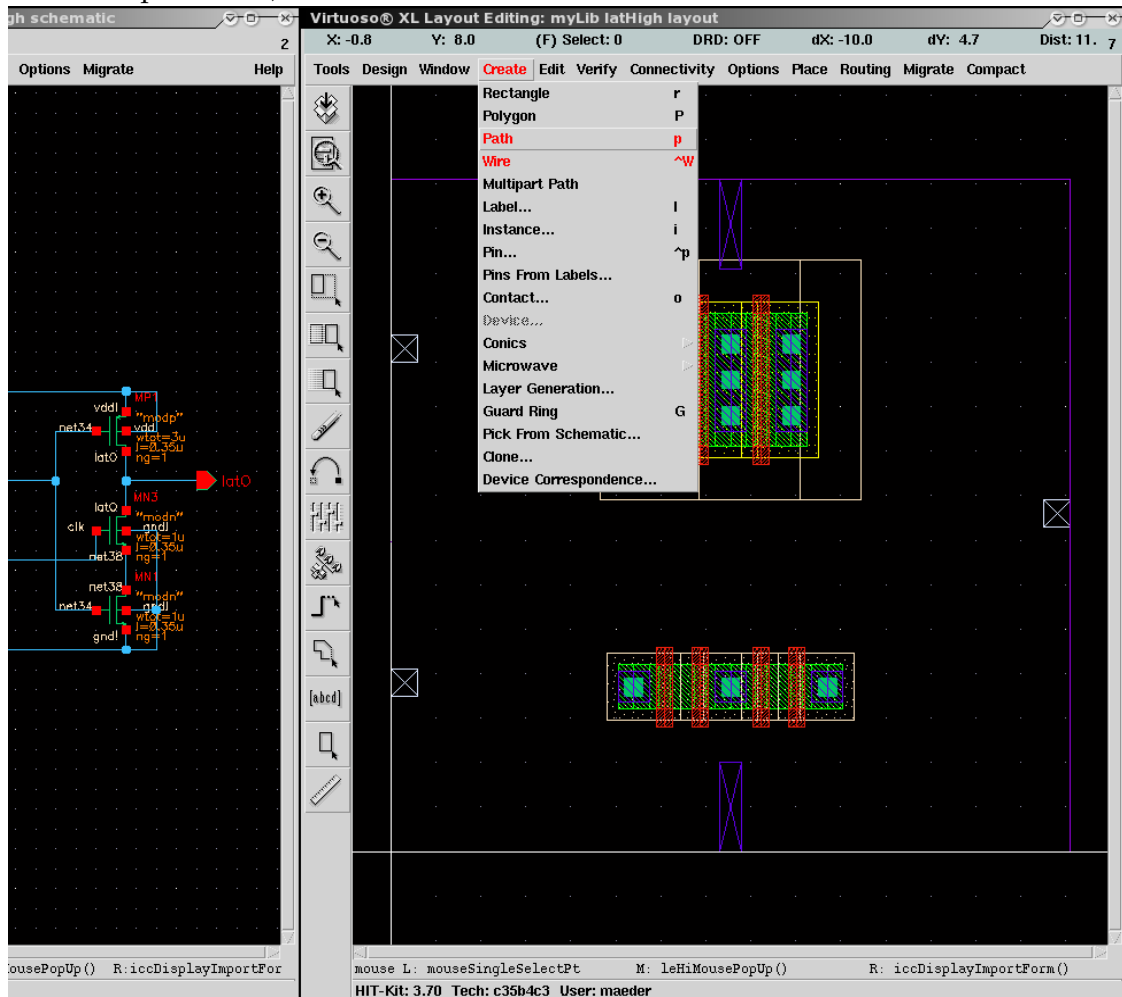 gh schematic
2
Options Migrate Help
vdd!
MP1
"modp"
net34
vdd!
wtot=3u
l=0.35u
latO
ng=1
latO
MN3
latO
"modn"
clk
gnd!
wtot=1u
l=0.35u
net38
ng=1
MN1
net38
"modn"
net34
gnd!
wtot=1u
l=0.35u
gnd!
ng=1
MousePopUp() R:iccDisplayImportFor
Virtuoso® XL Layout Editing: myLib latHigh layout
X: -0.8 Y: 8.0 (F) Select: 0 DRD: OFF dX: -10.0 dY: 4.7 Dist: 11. 7
Tools Design Window Create Edit Verify Connectivity Options Place Routing Migrate Compact
Rectangle r
Polygon P
Path p
Wire ^W
Multipart Path
Label... l
Instance... i
Pin... ^p
Pins From Labels...
Contact... o
Device...
Conics
Microwave
Layer Generation...
Guard Ring G
Pick From Schematic...
Clone...
Device Correspondence...
[abcd]
mouse L: mouseSingleSelectPt M: leHiMousePopUp() R: iccDisplayImportForm()
HIT-Kit: 3.70 Tech: c35b4c3 User: maeder